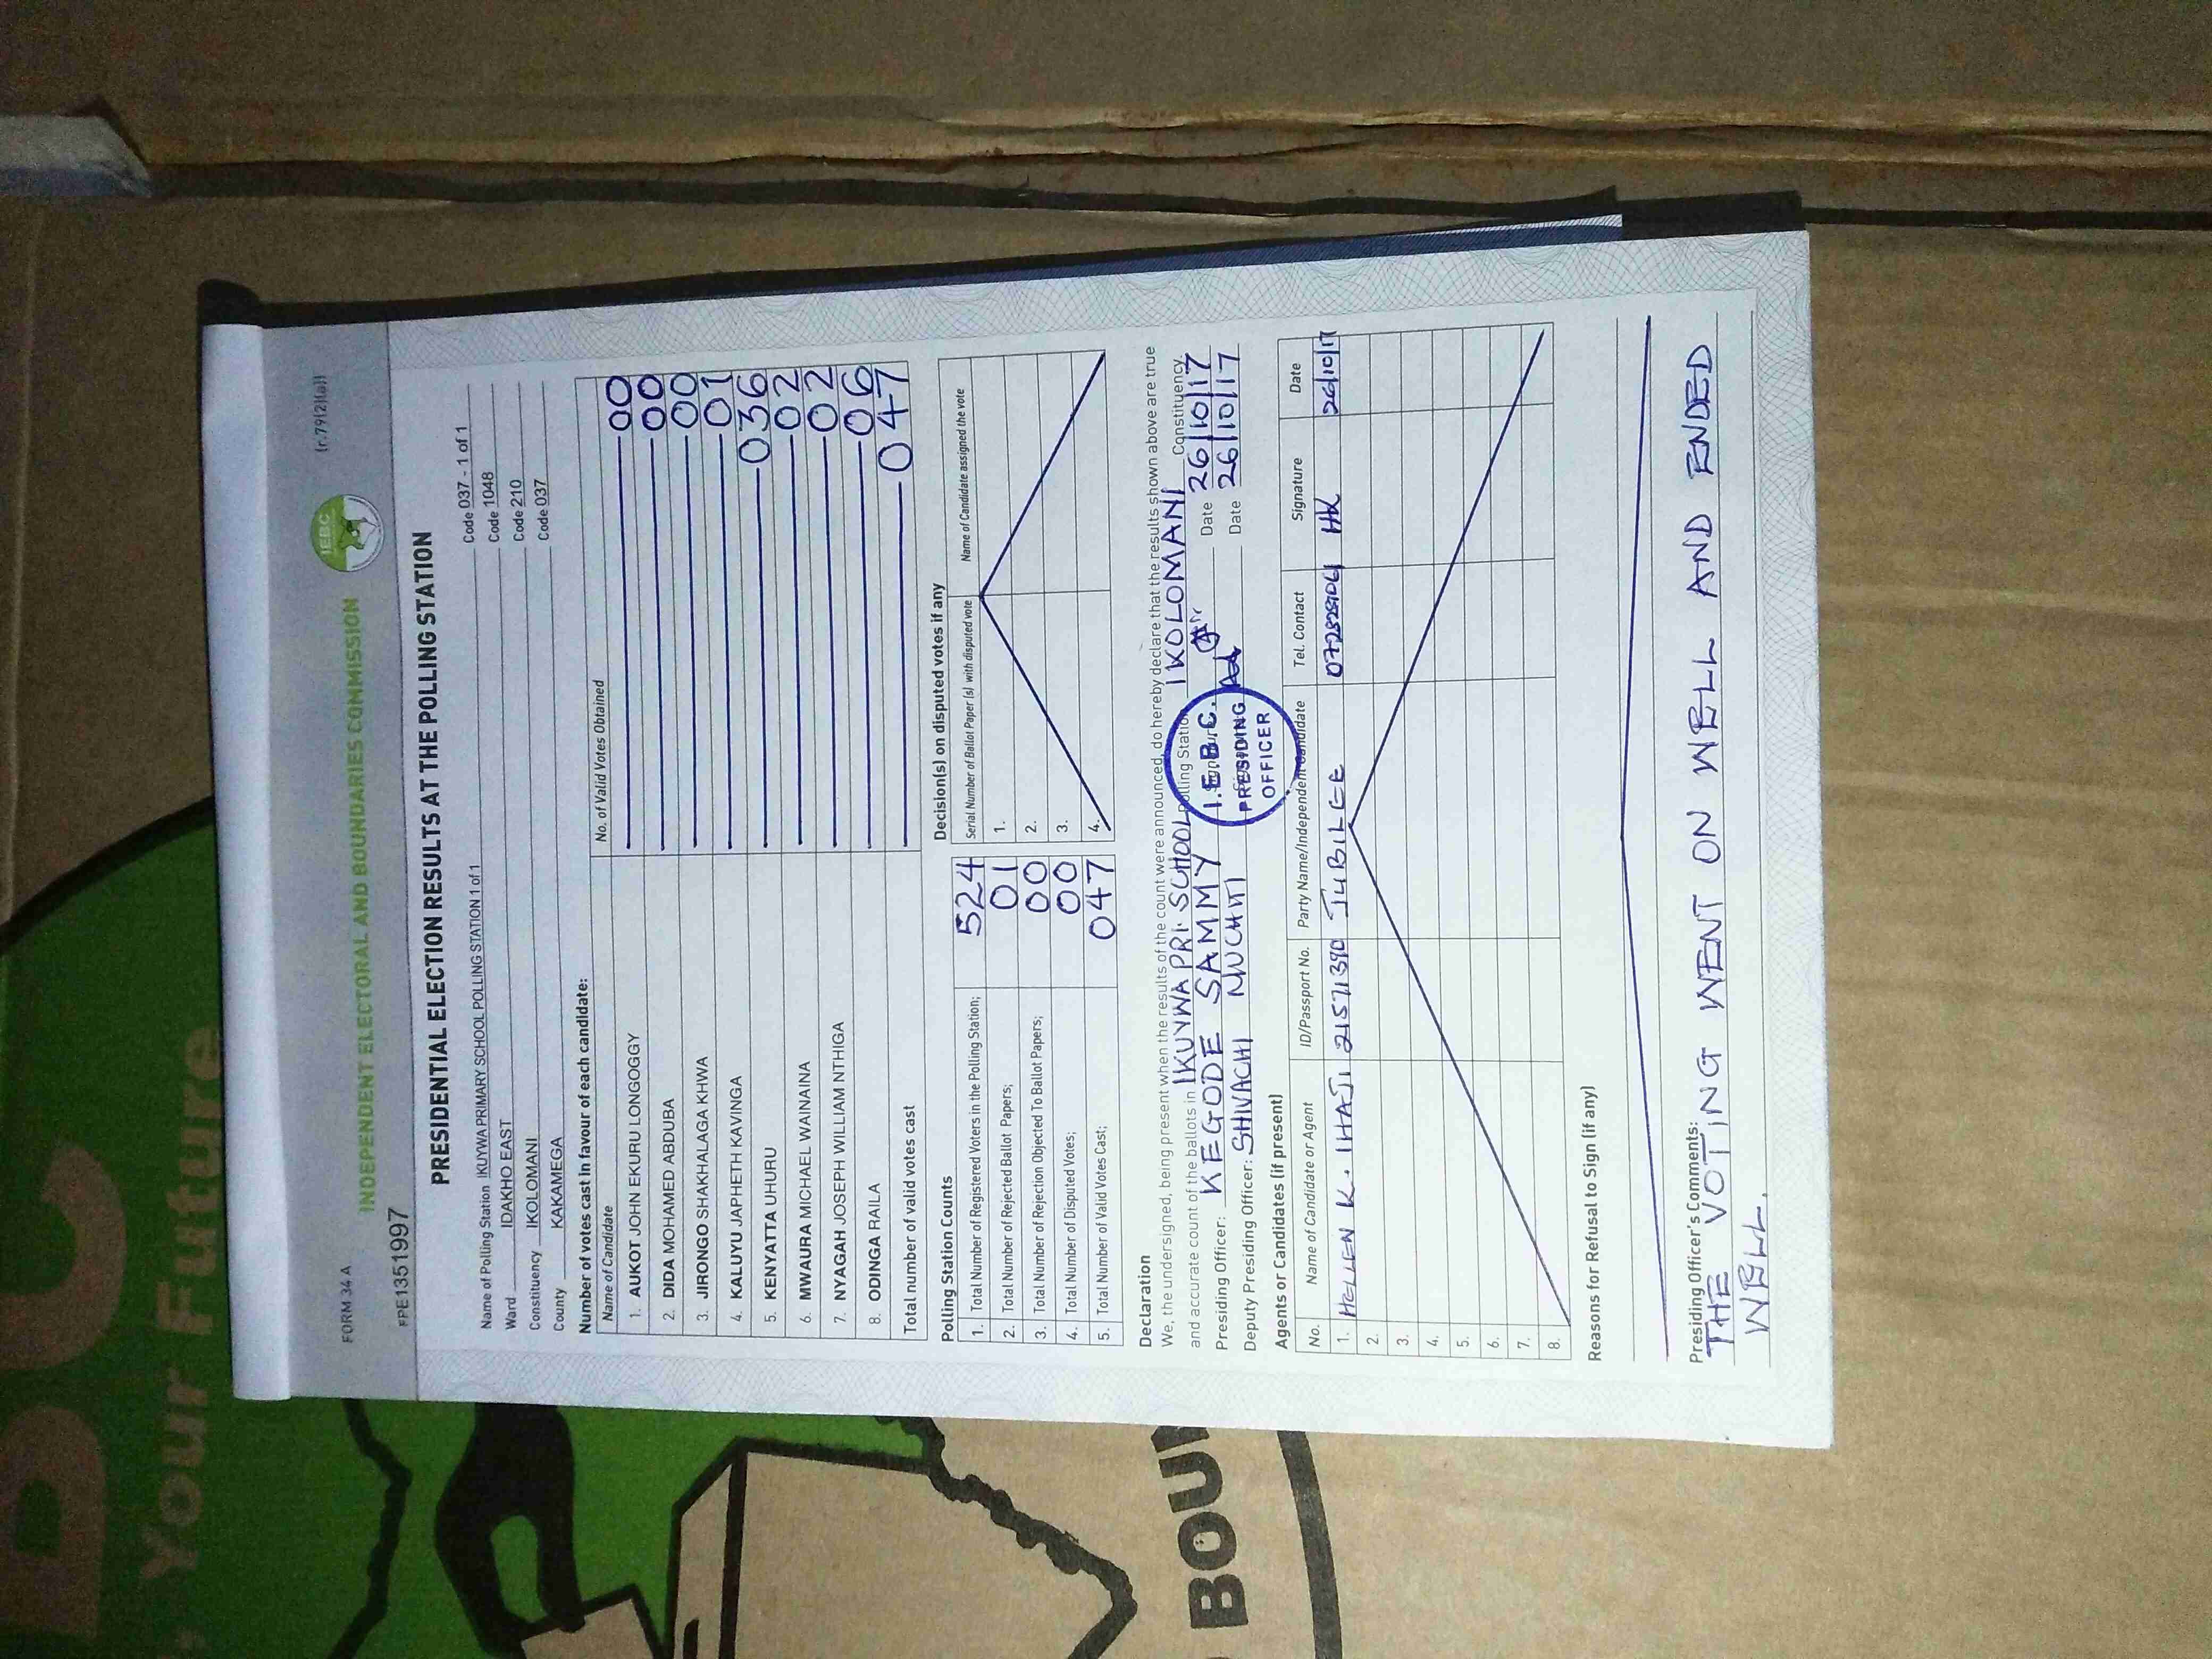 FORM 34 A
(r.79(2)(a))
INDEPENDENT ELECTORAL AND BOUNDARIES COMMISSION
IEBC
FPE1351997
PRESIDENTIAL ELECTION RESULTS AT THE POLLING STATION
Name of Polling Station IKUYWA PRIMARY SCHOOL POLLING STATION 1 of 1 Code 037 - 1 of 1
Ward IDAKHO EAST Code 1048
Constituency IKOLOMANI Code 210
County KAKAMEGA Code 037
Number of votes cast in favour of each candidate:
Name of Candidate No. of Valid Votes Obtained
1. AUKOT JOHN EKURU LONGOGGY 00
2. DIDA MOHAMED ABDUBA 00
3. JIRONGO SHAKHALAGA KHWA 00
4. KALUYU JAPHETH KAVINGA 01
5. KENYATTA UHURU 036
6. MWAURA MICHAEL WAINAINA 02
7. NYAGAH JOSEPH WILLIAM NTHIGA 02
8. ODINGA RAILA 06
Total number of valid votes cast 047
Polling Station Counts
1. Total Number of Registered Voters in the Polling Station; 524
2. Total Number of Rejected Ballot Papers; 01
3. Total Number of Rejection Objected To Ballot Papers; 00
4. Total Number of Disputed Votes; 00
5. Total Number of Valid Votes Cast; 047
Decision(s) on disputed votes if any
Serial Number of Ballot Paper (s) with disputed vote Name of Candidate assigned the vote
1.
2.
3.
4.
Declaration
We, the undersigned, being present when the results of the count were announced, do hereby declare that the results shown above are true
and accurate count of the ballots in IKUYWA PRI. SCHOOL Polling Station IKOLOMANI Constituency.
Presiding Officer: KEGODE SAMMY Date 26/10/17
Deputy Presiding Officer: SHIVACHI Date 26/10/17
I.E.B.C.
PRESIDING
OFFICER
Agents or Candidates (if present)
No. Name of Candidate or Agent ID/Passport No. Party Name/Independent Candidate Tel. Contact Signature Date
1. HELLEN K. IHAJI 21571390 JUBILEE HK 26/10/17
2.
3.
4.
5.
6.
7.
8.
Reasons for Refusal to Sign (if any)
Presiding Officer's Comments:
THE VOTING WENT ON WELL AND ENDED
WELL.
Your Future
BOUN